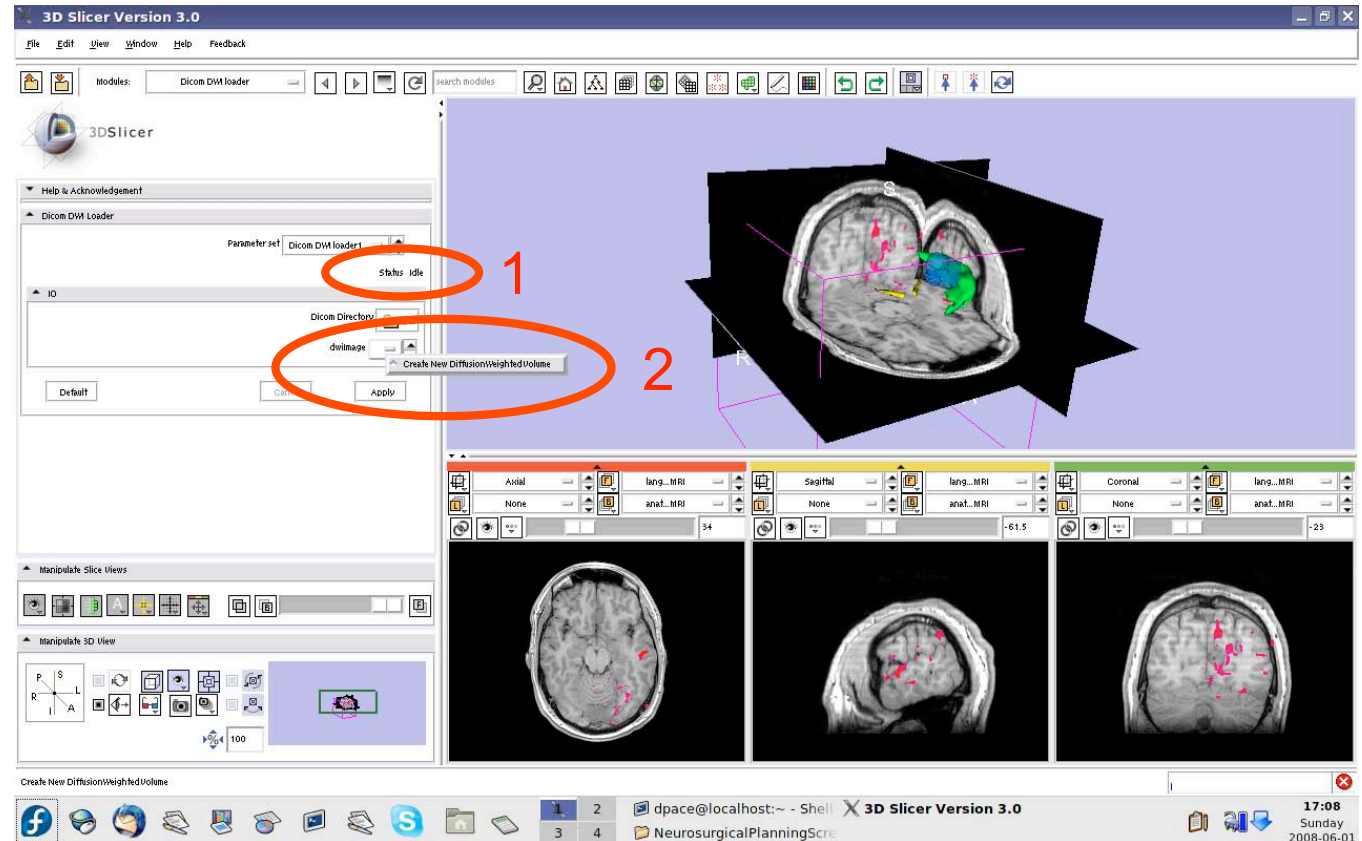 3D Slicer Version 3.0
File Edit View Window Help Feedback
Modules: Dicom DWI loader search modules
3DSlicer
Help & Acknowledgement
Dicom DWI Loader
Parameter set Dicom DWI loader1
Status Idle
1
IO
Dicom Directory
dwiImage
Create New DiffusionWeightedVolume
2
Default Apply
S
R
Axial lang...MRI
None anat...MRI
34
Sagittal lang...MRI
None anat...MRI
-61.5
Coronal lang...MRI
None anat...MRI
-23
Manipulate Slice Views
Manipulate 3D View
P S
R L
I A
100
Create New DiffusionWeightedVolume
1 2
3 4
dpace@localhost:~ - Shell
3D Slicer Version 3.0
NeurosurgicalPlanningScre
17:08
Sunday
2008-06-01